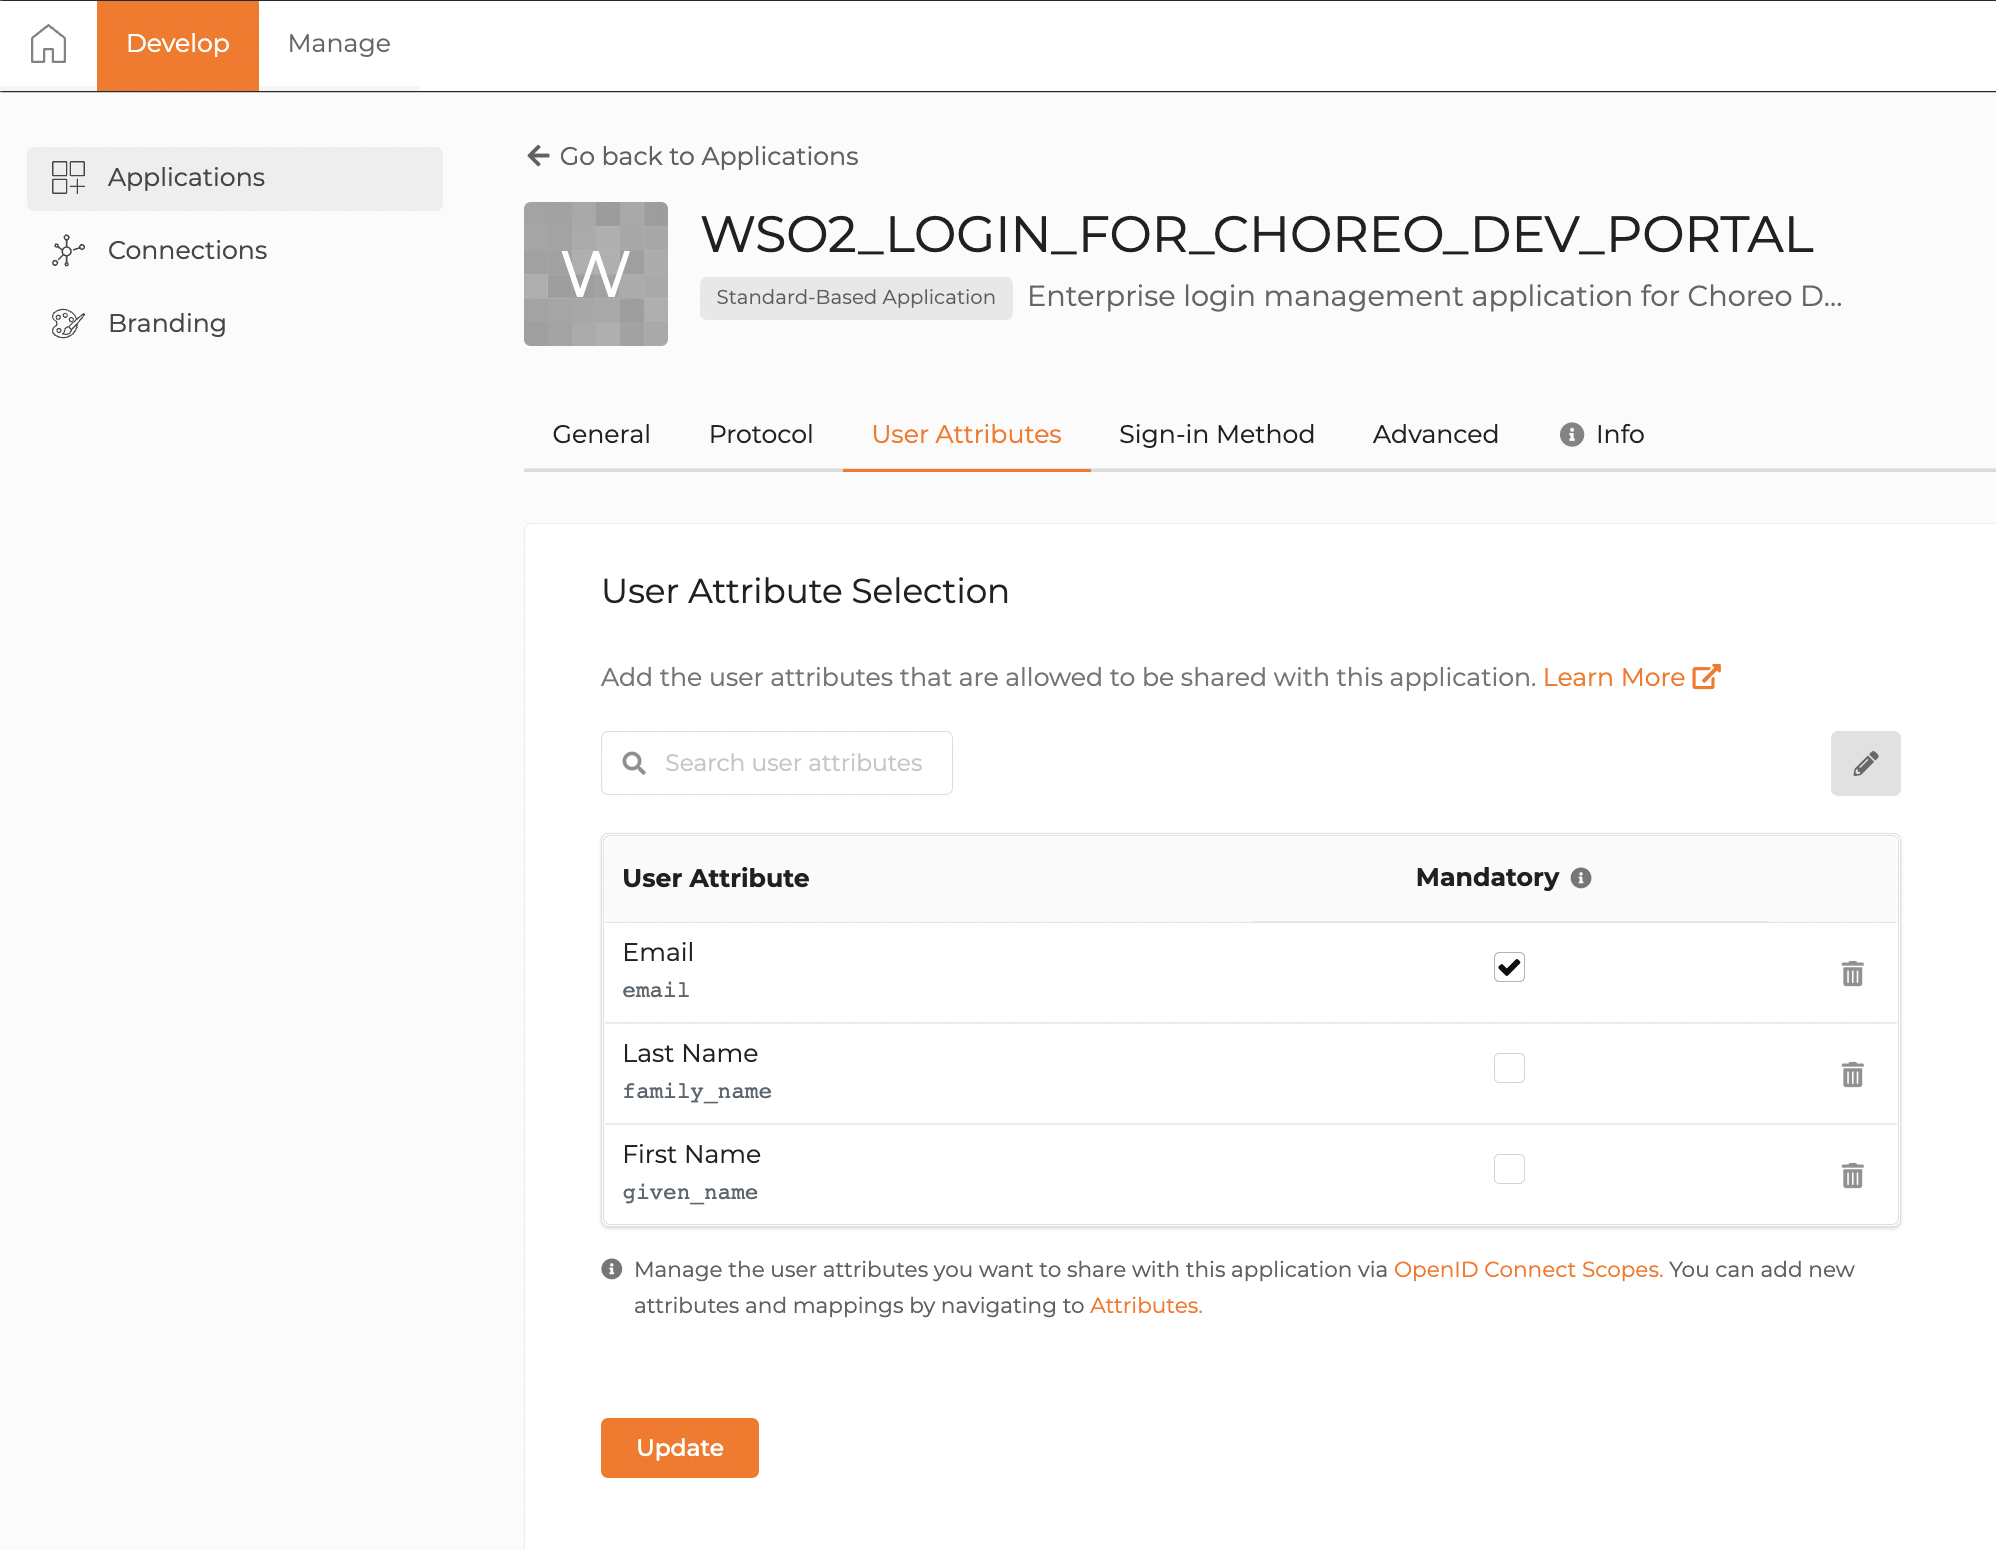 Develop
Manage
Applications
Connections
Branding
Go back to Applications
W
WSO2_LOGIN_FOR_CHOREO_DEV_PORTAL
Standard-Based Application
Enterprise login management application for Choreo D...
General
Protocol
User Attributes
Sign-in Method
Advanced
Info
User Attribute Selection
Add the user attributes that are allowed to be shared with this application. Learn More
Search user attributes
User Attribute
Mandatory
Email
email
Last Name
family_name
First Name
given_name
Manage the user attributes you want to share with this application via OpenID Connect Scopes. You can add new
attributes and mappings by navigating to Attributes.
Update